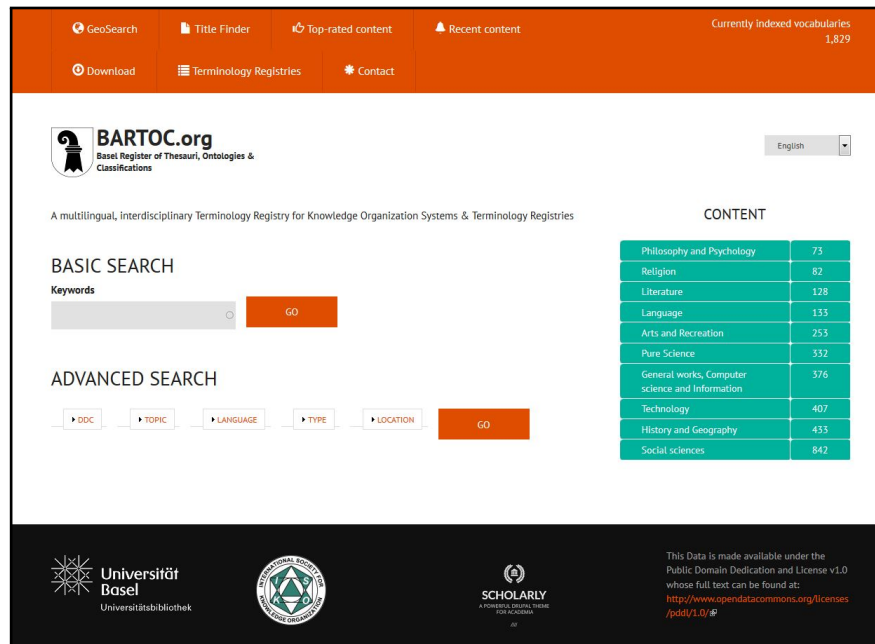 GeoSearch
Title Finder
Top-rated content
Recent content
Currently indexed vocabularies
1,829
Download
Terminology Registries
Contact
BARTOC.org
Basel Register of Thesauri, Ontologies &
Classifications
English
A multilingual, interdisciplinary Terminology Registry for Knowledge Organization Systems & Terminology Registries
BASIC SEARCH
Keywords
GO
ADVANCED SEARCH
DDC
TOPIC
LANGUAGE
TYPE
LOCATION
GO
CONTENT
Philosophy and Psychology 73
Religion 82
Literature 128
Language 133
Arts and Recreation 253
Pure Science 332
General works, Computer 376
science and Information
Technology 407
History and Geography 433
Social sciences 842
Universität
Basel
Universitätsbibliothek
INTERNATIONAL SOCIETY FOR
KNOWLEDGE ORGANIZATION
I S
K O
SCHOLARLY
A POWERFUL DRUPAL THEME
FOR ACADEMIA
This Data is made available under the
Public Domain Dedication and License v1.0
whose full text can be found at:
http://www.opendatacommons.org/licenses
/pddl/1.0/